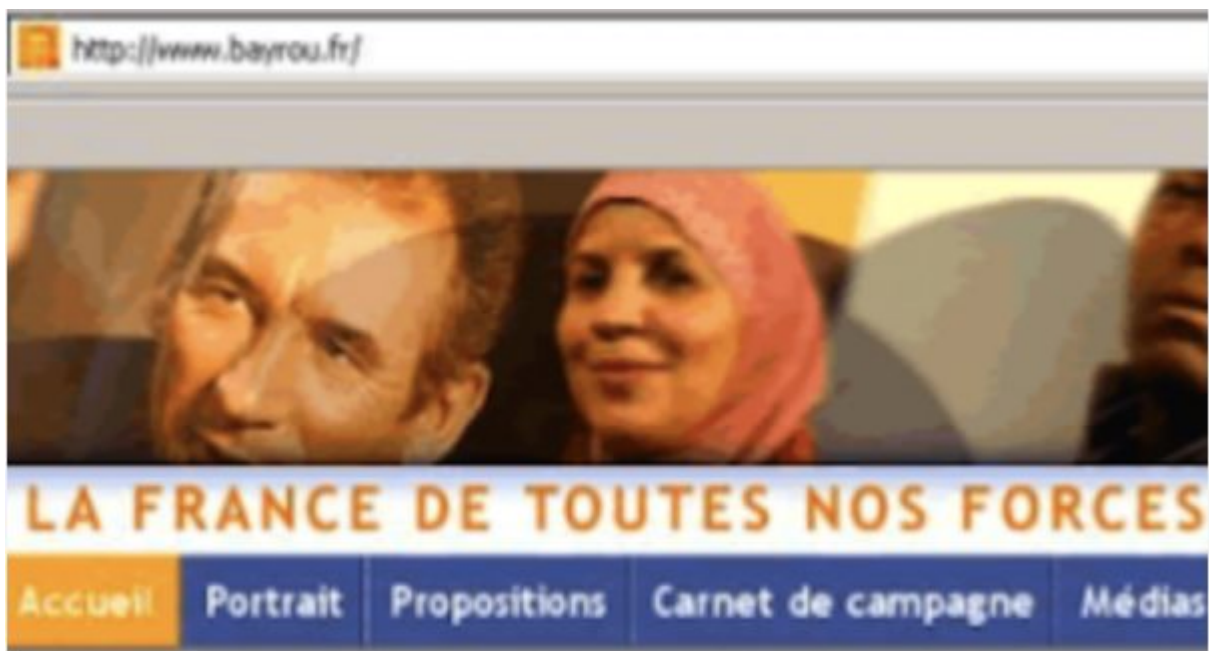 http://www.bayrou.fr/
LA FRANCE DE TOUTES NOS FORCES
Accueil Portrait Propositions Carnet de campagne Médias